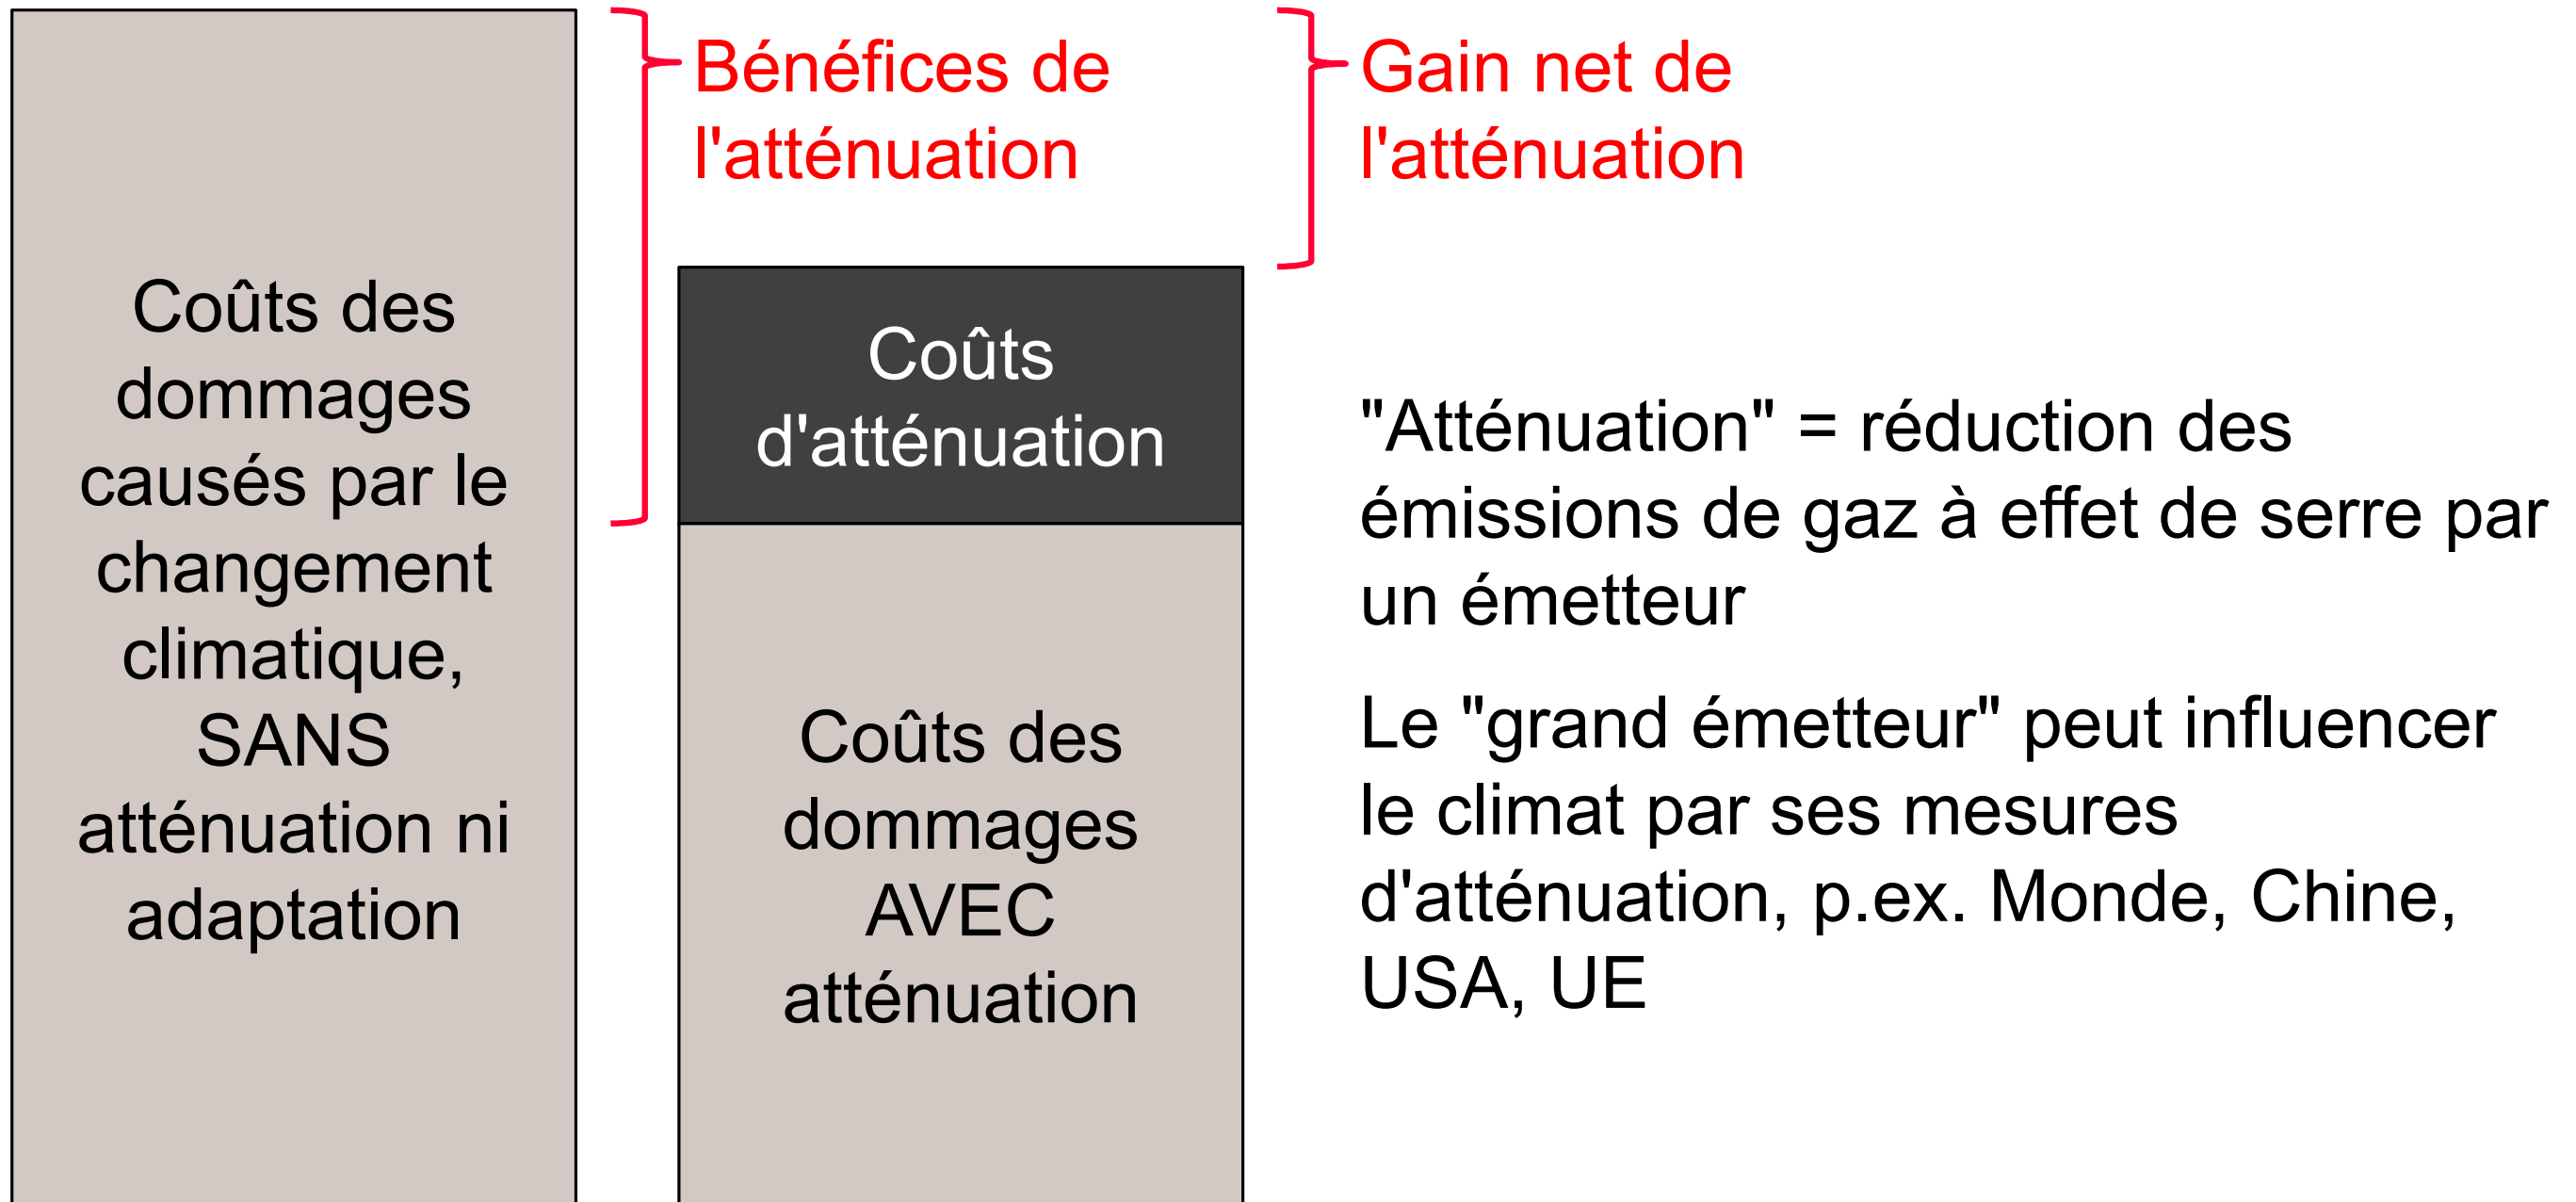 Coûts des
dommages
causés par le
changement
climatique,
SANS
atténuation ni
adaptation
Bénéfices de
l'atténuation
Coûts
d'atténuation
Coûts des
dommages
AVEC
atténuation
Gain net de
l'atténuation
"Atténuation" = réduction des
émissions de gaz à effet de serre par
un émetteur
Le "grand émetteur" peut influencer
le climat par ses mesures
d'atténuation, p.ex. Monde, Chine,
USA, UE